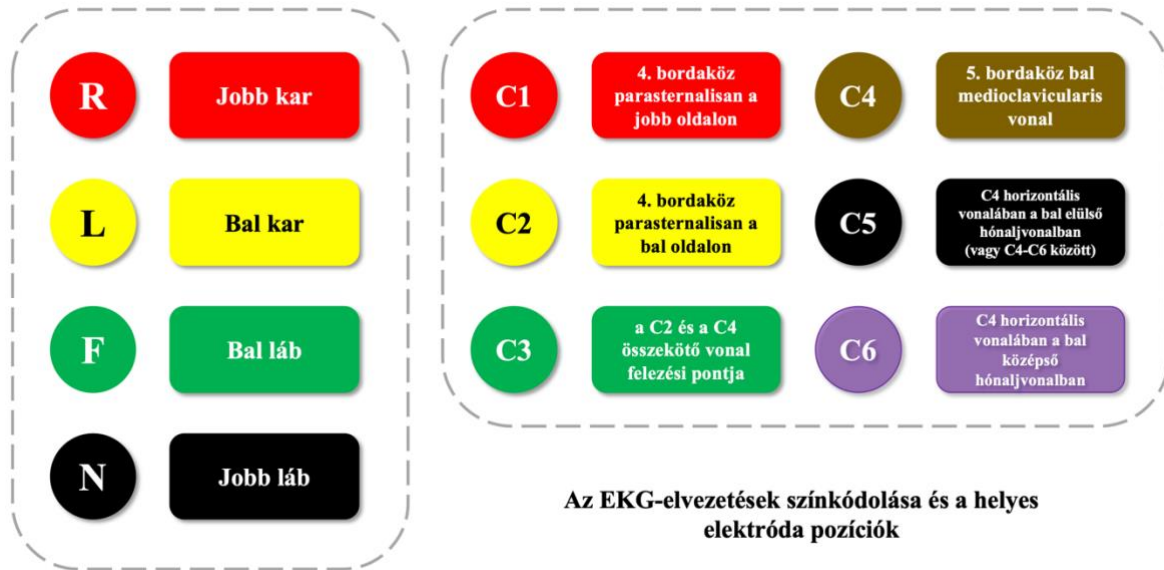 R
Jobb kar
L
Bal kar
F
Bal láb
N
Jobb láb
C1
4. bordaköz
parasternalisan a
jobb oldalon
C2
4. bordaköz
parasternalisan a
bal oldalon
C3
a C2 és a C4
összekötő vonal
felezési pontja
C4
5. bordaköz bal
medioclavicularis
vonal
C5
C4 horizontális
vonalában a bal elülső
hónaljvonalban
(vagy C4-C6 között)
C6
C4 horizontális
vonalában a bal
középső
hónaljvonalban
Az EKG-elvezetések színkódolása és a helyes
elektróda pozíciók